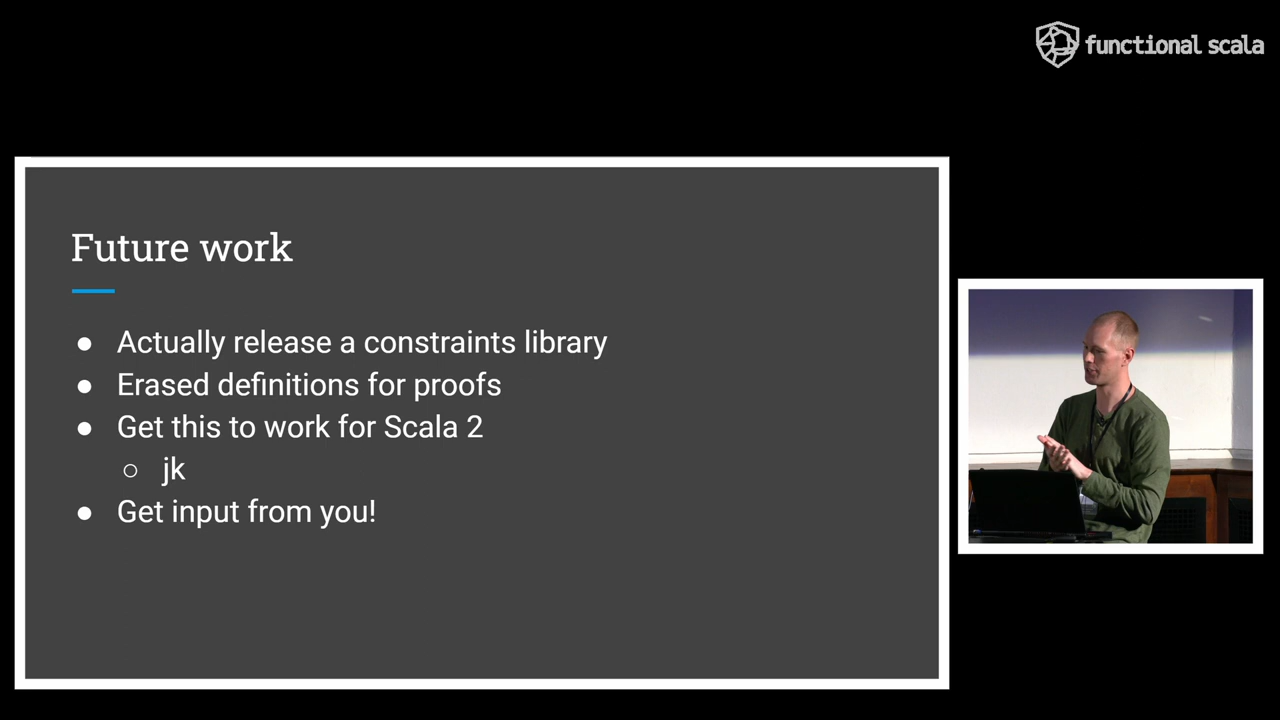 functional scala
Future work
● Actually release a constraints library
● Erased definitions for proofs
● Get this to work for Scala 2
○ jk
● Get input from you!